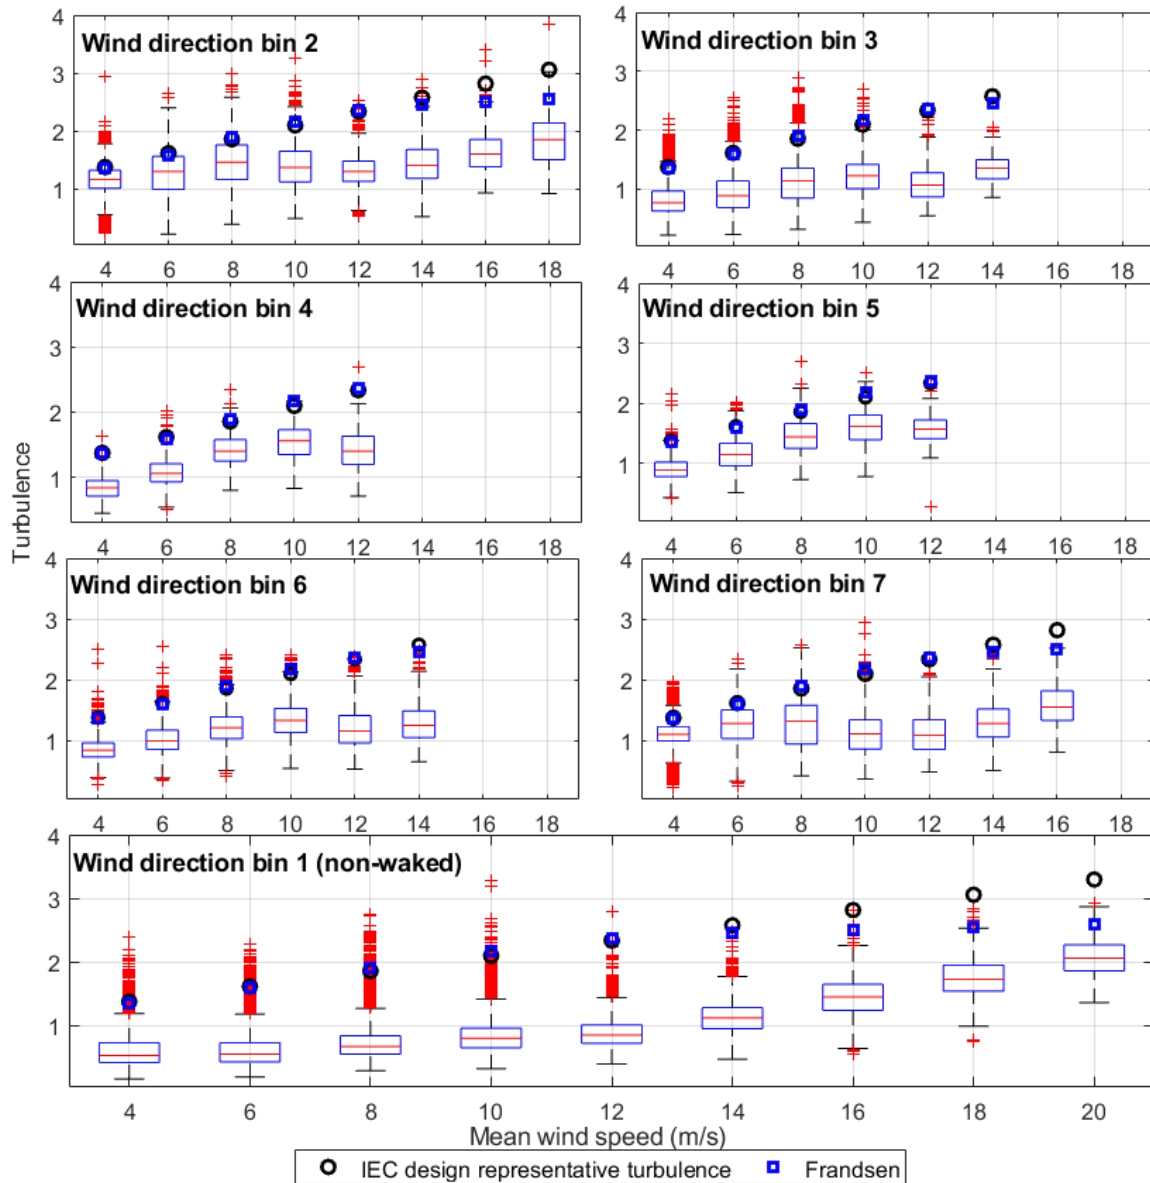 Wind direction bin 2
4
3
2
1
4 6 8 10 12 14 16 18
Wind direction bin 3
4
3
2
1
4 6 8 10 12 14 16 18
Wind direction bin 4
4
3
2
1
4 6 8 10 12 14 16 18
Wind direction bin 5
4
3
2
1
4 6 8 10 12 14 16 18
Turbulence
Wind direction bin 6
4
3
2
1
4 6 8 10 12 14 16 18
Wind direction bin 7
4
3
2
1
4 6 8 10 12 14 16 18
Wind direction bin 1 (non-waked)
4
3
2
1
4 6 8 10 12 14 16 18 20
Mean wind speed (m/s)
IEC design representative turbulence Frandsen